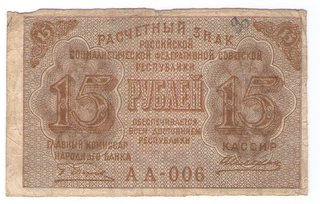 РАСЧЕТНЫЙ ЗНАК
15 15
РОССИЙСКОЙ
СОЦИАЛИСТИЧЕСКОЙ ФЕДЕРАТИВНОЙ СОВЕТСКОЙ
РЕСПУБЛИКИ
15 РУБЛЕЙ 15
ОБЕСПЕЧИВАЕТСЯ
ВСЕМ ДОСТОЯНИЕМ
РЕСПУБЛИКИ
ГЛАВНЫЙ КОМИССАР
НАРОДНОГО БАНКА
КАССИР
АА-006